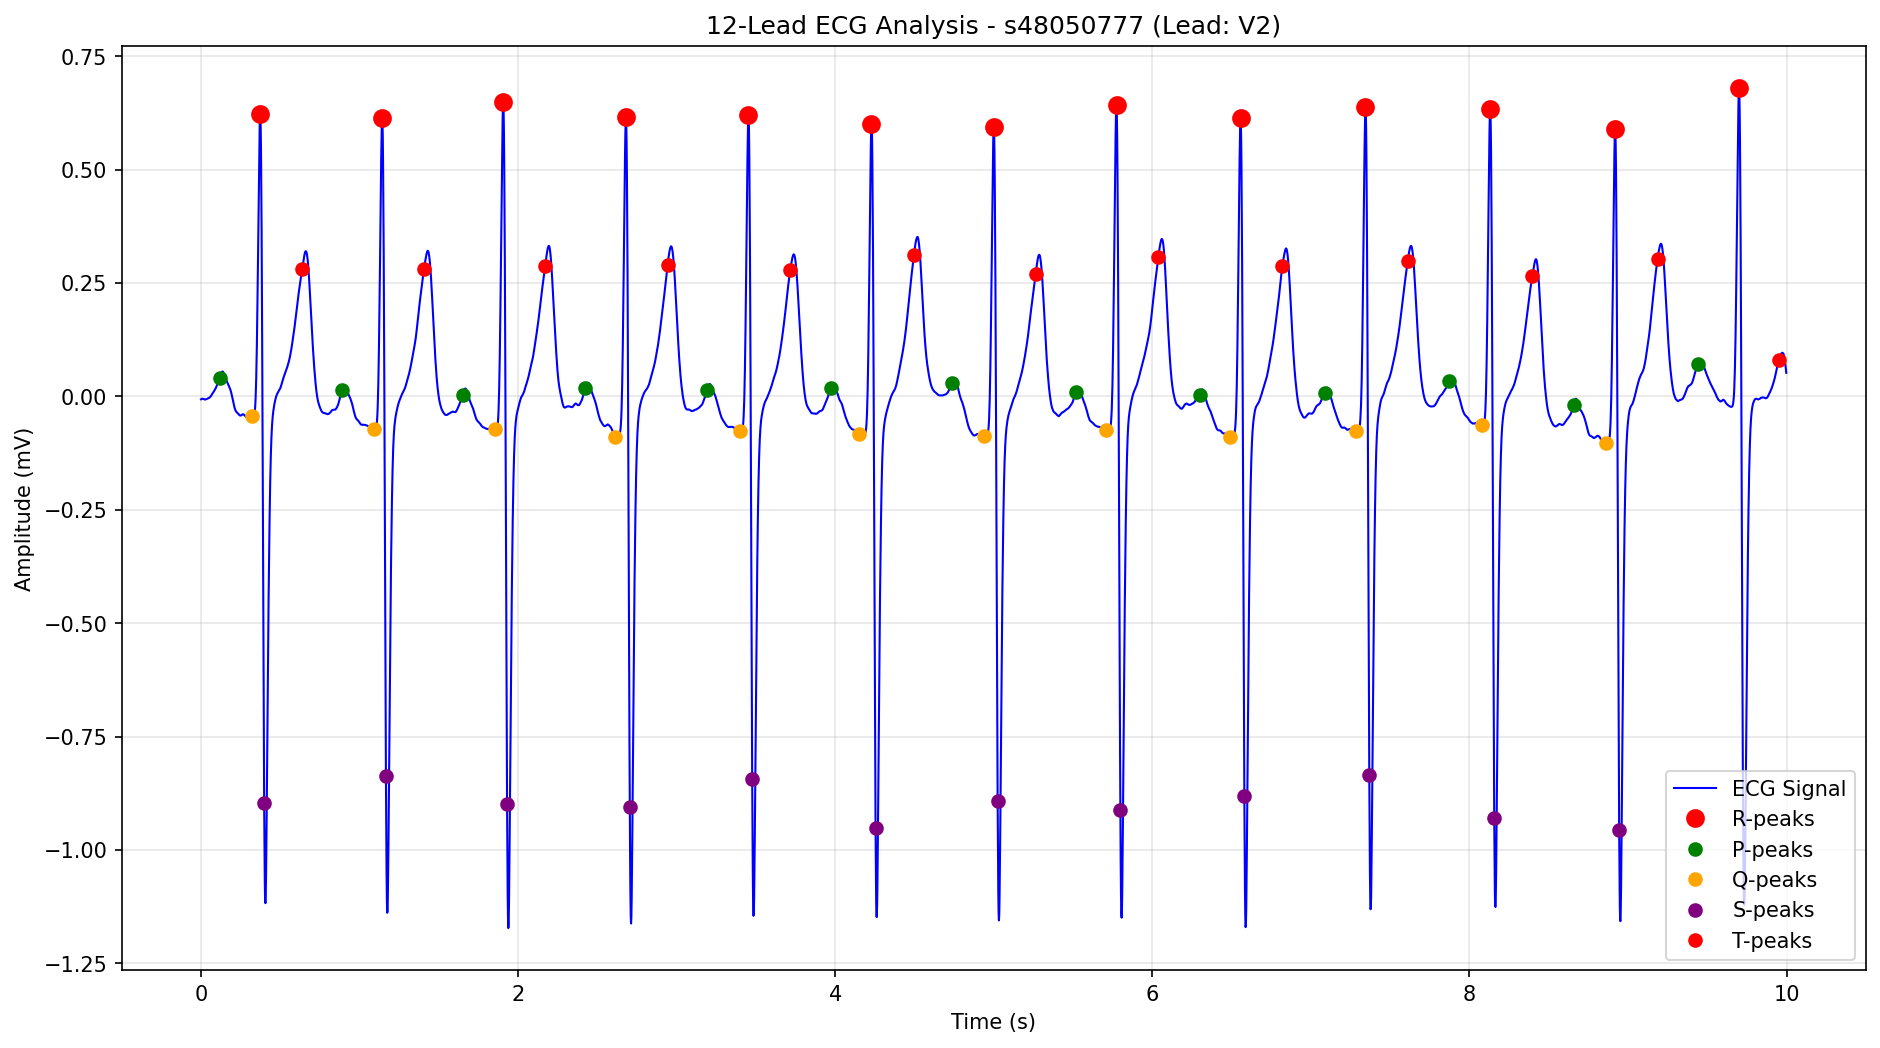 12-Lead ECG Analysis - s48050777 (Lead: V2)
Amplitude (mV)
0.75
0.50
0.25
0.00
−0.25
−0.50
−0.75
−1.00
−1.25
ECG Signal
R-peaks
P-peaks
Q-peaks
S-peaks
T-peaks
0 2 4 6 8 10
Time (s)